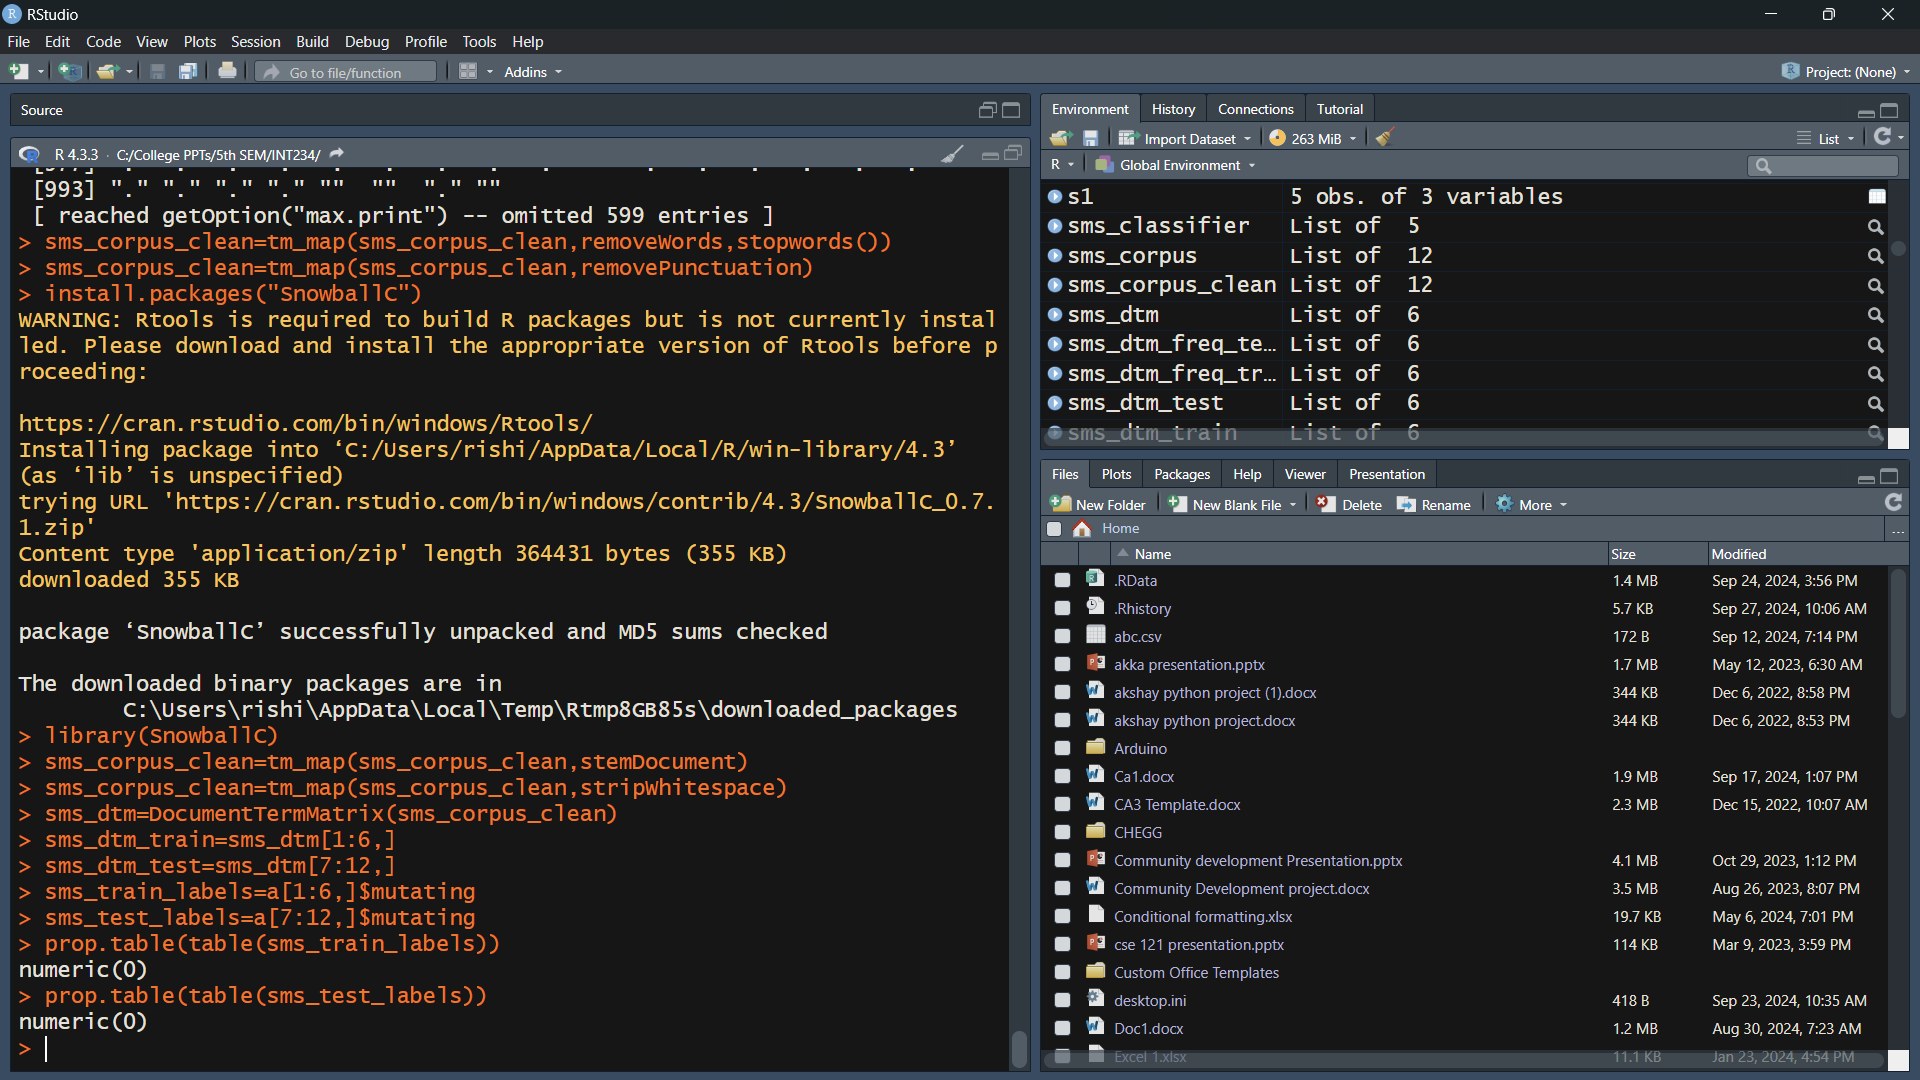 RStudio
File Edit Code View Plots Session Build Debug Profile Tools Help
Go to file/function Addins Project: (None)
Source
R 4.3.3 · C:/College PPTs/5th SEM/INT234/
[993] "." "." "." "." "" "" "." ""
[ reached getOption("max.print") -- omitted 599 entries ]
> sms_corpus_clean=tm_map(sms_corpus_clean,removeWords,stopwords())
> sms_corpus_clean=tm_map(sms_corpus_clean,removePunctuation)
> install.packages("SnowballC")
WARNING: Rtools is required to build R packages but is not currently instal
led. Please download and install the appropriate version of Rtools before p
roceeding:
https://cran.rstudio.com/bin/windows/Rtools/
Installing package into ‘C:/Users/rishi/AppData/Local/R/win-library/4.3’
(as ‘lib’ is unspecified)
trying URL 'https://cran.rstudio.com/bin/windows/contrib/4.3/SnowballC_0.7.
1.zip'
Content type 'application/zip' length 364431 bytes (355 KB)
downloaded 355 KB
package ‘SnowballC’ successfully unpacked and MD5 sums checked
The downloaded binary packages are in
C:\Users\rishi\AppData\Local\Temp\Rtmp8GB85s\downloaded_packages
> library(SnowballC)
> sms_corpus_clean=tm_map(sms_corpus_clean,stemDocument)
> sms_corpus_clean=tm_map(sms_corpus_clean,stripWhitespace)
> sms_dtm=DocumentTermMatrix(sms_corpus_clean)
> sms_dtm_train=sms_dtm[1:6,]
> sms_dtm_test=sms_dtm[7:12,]
> sms_train_labels=a[1:6,]$mutating
> sms_test_labels=a[7:12,]$mutating
> prop.table(table(sms_train_labels))
numeric(0)
> prop.table(table(sms_test_labels))
numeric(0)
>
Environment History Connections Tutorial
Import Dataset 263 MiB List
R Global Environment
s1 5 obs. of 3 variables
sms_classifier List of 5
sms_corpus List of 12
sms_corpus_clean List of 12
sms_dtm List of 6
sms_dtm_freq_te… List of 6
sms_dtm_freq_tr… List of 6
sms_dtm_test List of 6
sms_dtm_train List of 6
Files Plots Packages Help Viewer Presentation
New Folder New Blank File Delete Rename More
Home ...
Name Size Modified
.RData 1.4 MB Sep 24, 2024, 3:56 PM
.Rhistory 5.7 KB Sep 27, 2024, 10:06 AM
abc.csv 172 B Sep 12, 2024, 7:14 PM
akka presentation.pptx 1.7 MB May 12, 2023, 6:30 AM
akshay python project (1).docx 344 KB Dec 6, 2022, 8:58 PM
akshay python project.docx 344 KB Dec 6, 2022, 8:53 PM
Arduino
Ca1.docx 1.9 MB Sep 17, 2024, 1:07 PM
CA3 Template.docx 2.3 MB Dec 15, 2022, 10:07 AM
CHEGG
Community development Presentation.pptx 4.1 MB Oct 29, 2023, 1:12 PM
Community Development project.docx 3.5 MB Aug 26, 2023, 8:07 PM
Conditional formatting.xlsx 19.7 KB May 6, 2024, 7:01 PM
cse 121 presentation.pptx 114 KB Mar 9, 2023, 3:59 PM
Custom Office Templates
desktop.ini 418 B Sep 23, 2024, 10:35 AM
Doc1.docx 1.2 MB Aug 30, 2024, 7:23 AM
Excel 1.xlsx 11.1 KB Jan 23, 2024, 4:54 PM